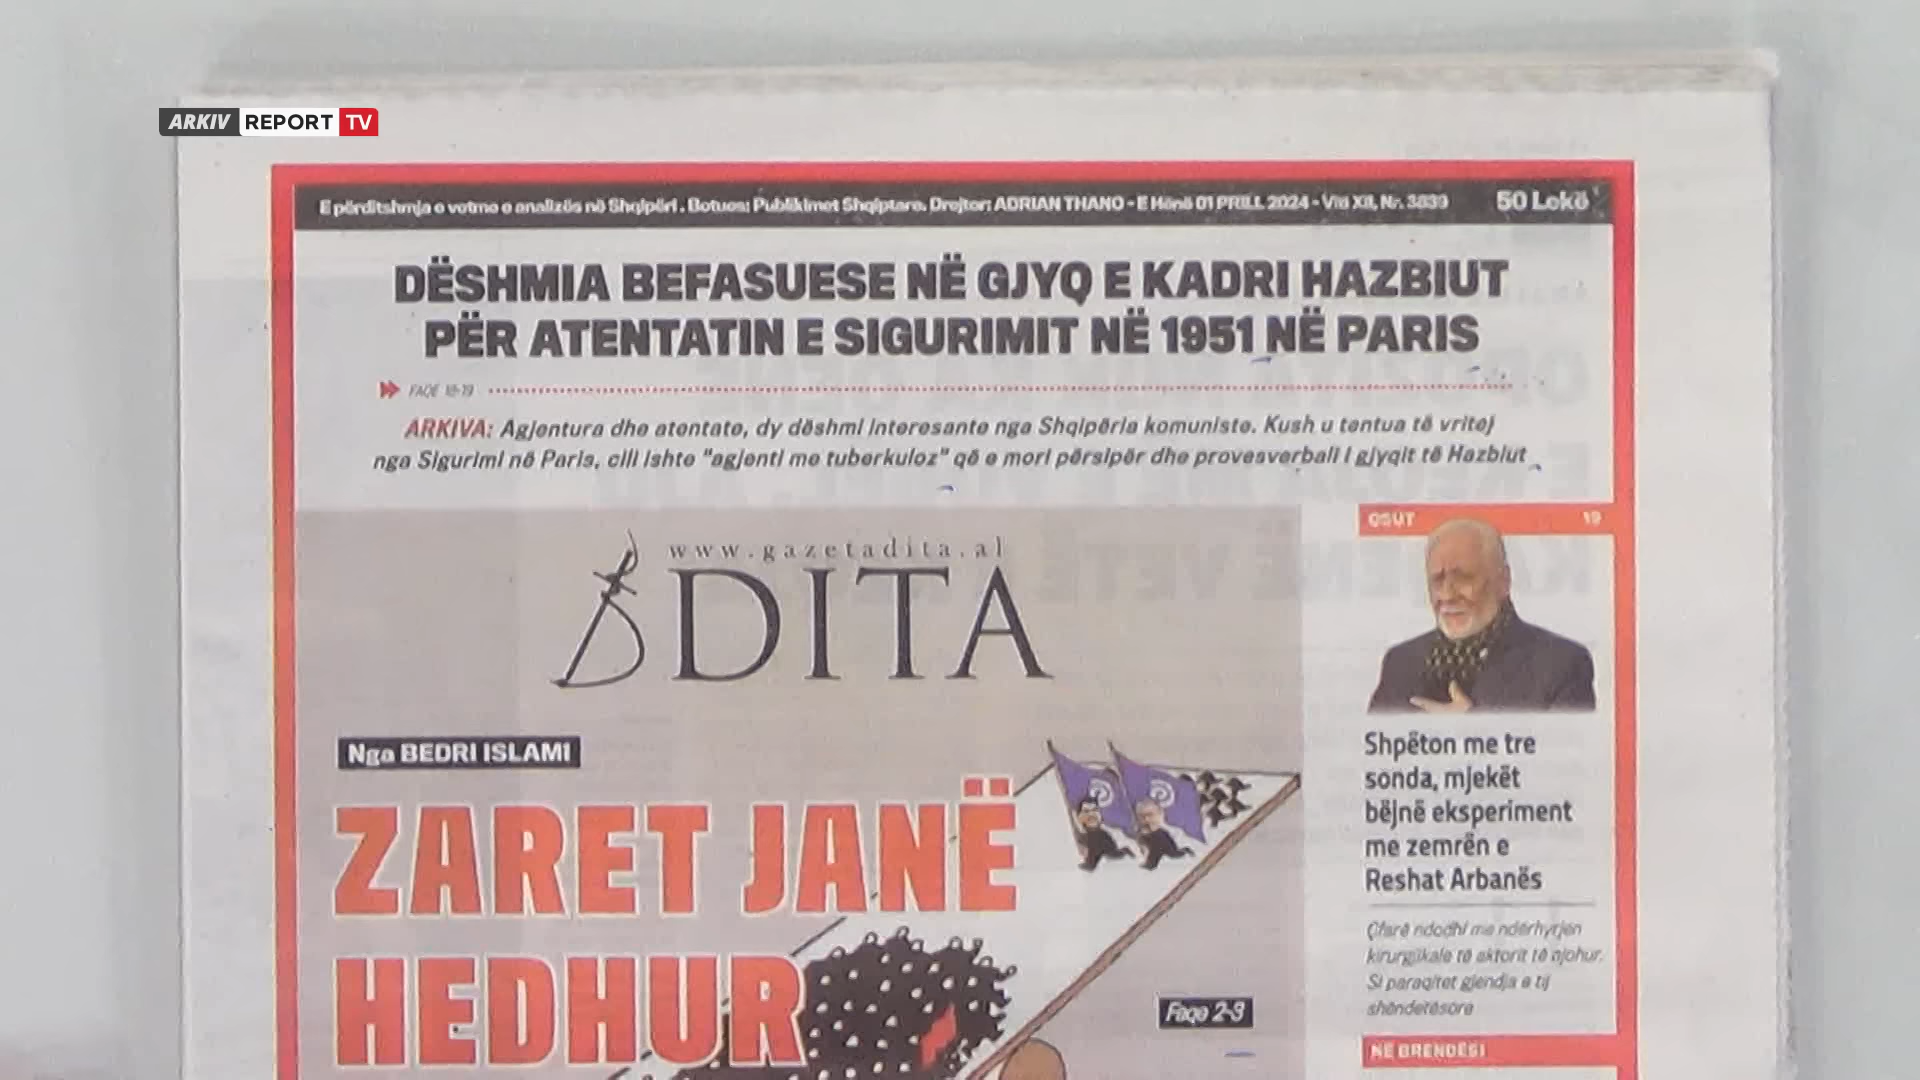 ARKIV REPORT TV
E përditshmja e vetme e analizës në Shqipëri . Botues: Publikimet Shqiptare. Drejtor: ADRIAN THANO - E Hënë 01 PRILL 2024 - Viti XII, Nr. 3839
50 Lekë
DËSHMIA BEFASUESE NË GJYQ E KADRI HAZBIUT
PËR ATENTATIN E SIGURIMIT NË 1951 NË PARIS
FAQE 18-19
ARKIVA: Agjentura dhe atentate, dy dëshmi interesante nga Shqipëria komuniste. Kush u tentua të vritej
nga Sigurimi në Paris, cili ishte "agjenti me tuberkuloz" që e mori përsipër dhe provesverbali i gjyqit të Hazbiut
www.gazetadita.al
DITA
QSUT 19
Nga BEDRI ISLAMI
ZARET JANË
HEDHUR
Faqe 2-3
Shpëton me tre
sonda, mjekët
bëjnë eksperiment
me zemrën e
Reshat Arbanës
Çfarë ndodhi me ndërhyrjen
kirurgjikale të aktorit të njohur.
Si paraqitet gjendja e tij
shëndetësore
NË BRENDËSI